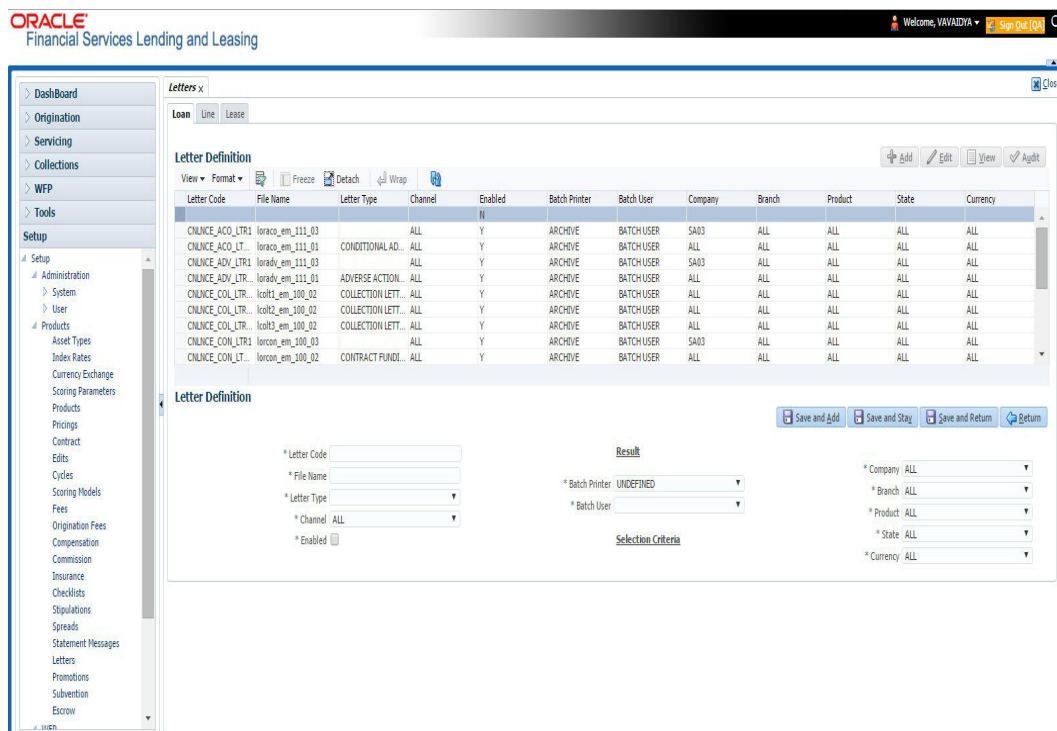 ORACLE
Financial Services Lending and Leasing
Welcome, VAVAIDYA
Sign Out [QA]
DashBoard
Origination
Servicing
Collections
WFP
Tools
Setup
Setup
Administration
System
User
Products
Asset Types
Index Rates
Currency Exchange
Scoring Parameters
Products
Pricings
Contract
Edits
Cycles
Scoring Models
Fees
Origination Fees
Compensation
Commission
Insurance
Checklists
Stipulations
Spreads
Statement Messages
Letters
Promotions
Subvention
Escrow
WFP
Letters x
Clos
Loan Line Lease
Letter Definition
Add Edit View Audit
View Format Freeze Detach Wrap
Letter Code File Name Letter Type Channel Enabled Batch Printer Batch User Company Branch Product State Currency
N
CNLNCE_ACO_LTR1 loraco_em_111_03 ALL Y ARCHIVE BATCH USER SA03 ALL ALL ALL ALL
CNLNCE_ACO_LT... loraco_em_111_01 CONDITIONAL AD... ALL Y ARCHIVE BATCH USER ALL ALL ALL ALL ALL
CNLNCE_ADV_LTR1 loradv_em_111_03 ALL Y ARCHIVE BATCH USER SA03 ALL ALL ALL ALL
CNLNCE_ADV_LTR... loradv_em_111_01 ADVERSE ACTION... ALL Y ARCHIVE BATCH USER ALL ALL ALL ALL ALL
CNLNCE_COL_LTR... lcolt1_em_100_02 COLLECTION LETT... ALL Y ARCHIVE BATCH USER ALL ALL ALL ALL ALL
CNLNCE_COL_LTR... lcolt2_em_100_02 COLLECTION LETT... ALL Y ARCHIVE BATCH USER ALL ALL ALL ALL ALL
CNLNCE_COL_LTR... lcolt3_em_100_02 COLLECTION LETT... ALL Y ARCHIVE BATCH USER ALL ALL ALL ALL ALL
CNLNCE_CON_LTR1 lorcon_em_100_03 ALL Y ARCHIVE BATCH USER SA03 ALL ALL ALL ALL
CNLNCE_CON_LT... lorcon_em_100_02 CONTRACT FUNDI... ALL Y ARCHIVE BATCH USER ALL ALL ALL ALL ALL
Letter Definition
Save and Add Save and Stay Save and Return Return
* Letter Code
* File Name
* Letter Type
* Channel ALL
* Enabled
Result
* Batch Printer UNDEFINED
* Batch User
Selection Criteria
* Company ALL
* Branch ALL
* Product ALL
* State ALL
* Currency ALL